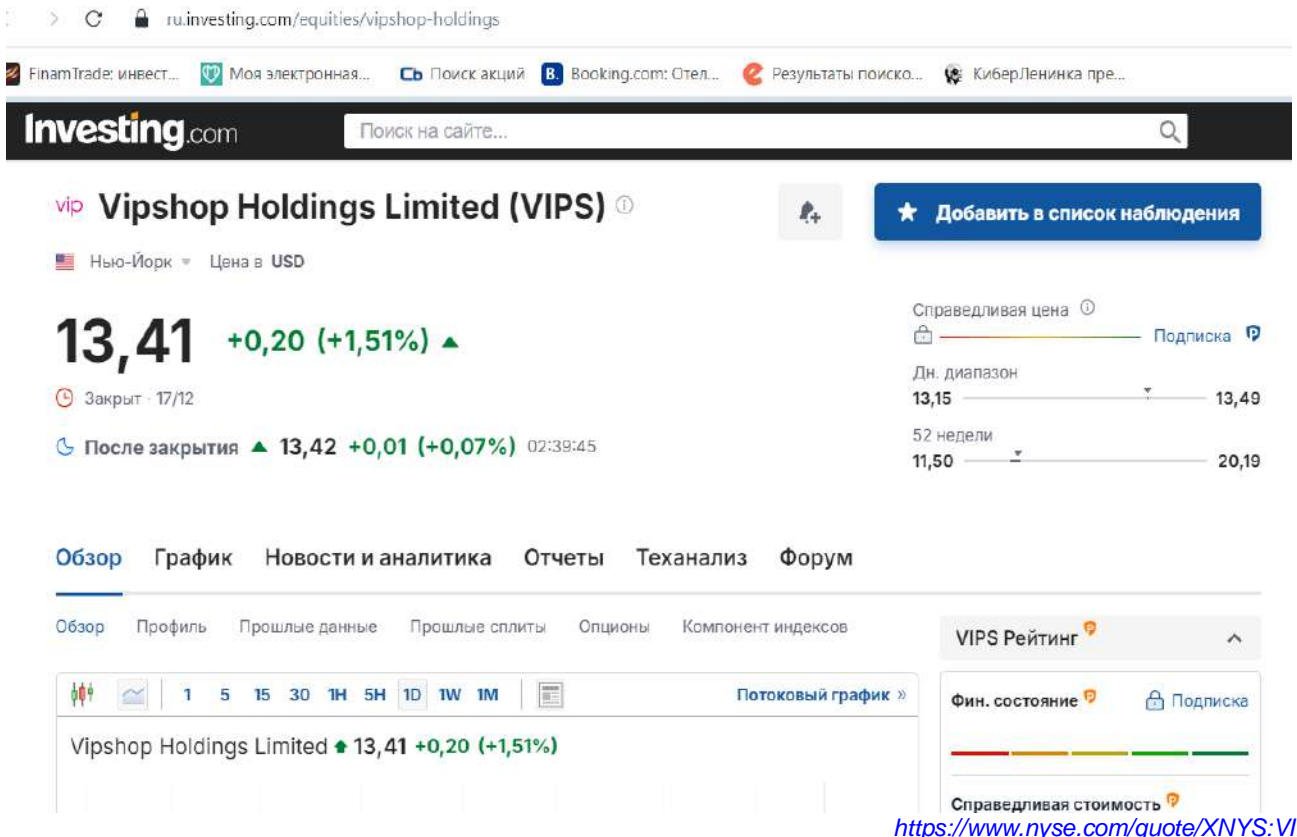 ru.investing.com/equities/vipshop-holdings
FinamTrade: инвест... Моя электронная... Сb Поиск акций B. Booking.com: Отел... Результаты поиско... КиберЛенинка пре...
Investing.com Поиск на сайте...
vip Vipshop Holdings Limited (VIPS)
Добавить в список наблюдения
Нью-Йорк Цена в USD
13,41 +0,20 (+1,51%)
Справедливая цена
Подписка
Закрыт · 17/12
Дн. диапазон
13,15 13,49
После закрытия 13,42 +0,01 (+0,07%) 02:39:45
52 недели
11,50 20,19
Обзор График Новости и аналитика Отчеты Теханализ Форум
Обзор Профиль Прошлые данные Прошлые сплиты Опционы Компонент индексов
VIPS Рейтинг
1 5 15 30 1H 5H 1D 1W 1M Потоковый график »
Фин. состояние Подписка
Vipshop Holdings Limited 13,41 +0,20 (+1,51%)
Справедливая стоимость
https://www.nyse.com/quote/XNYS:VI